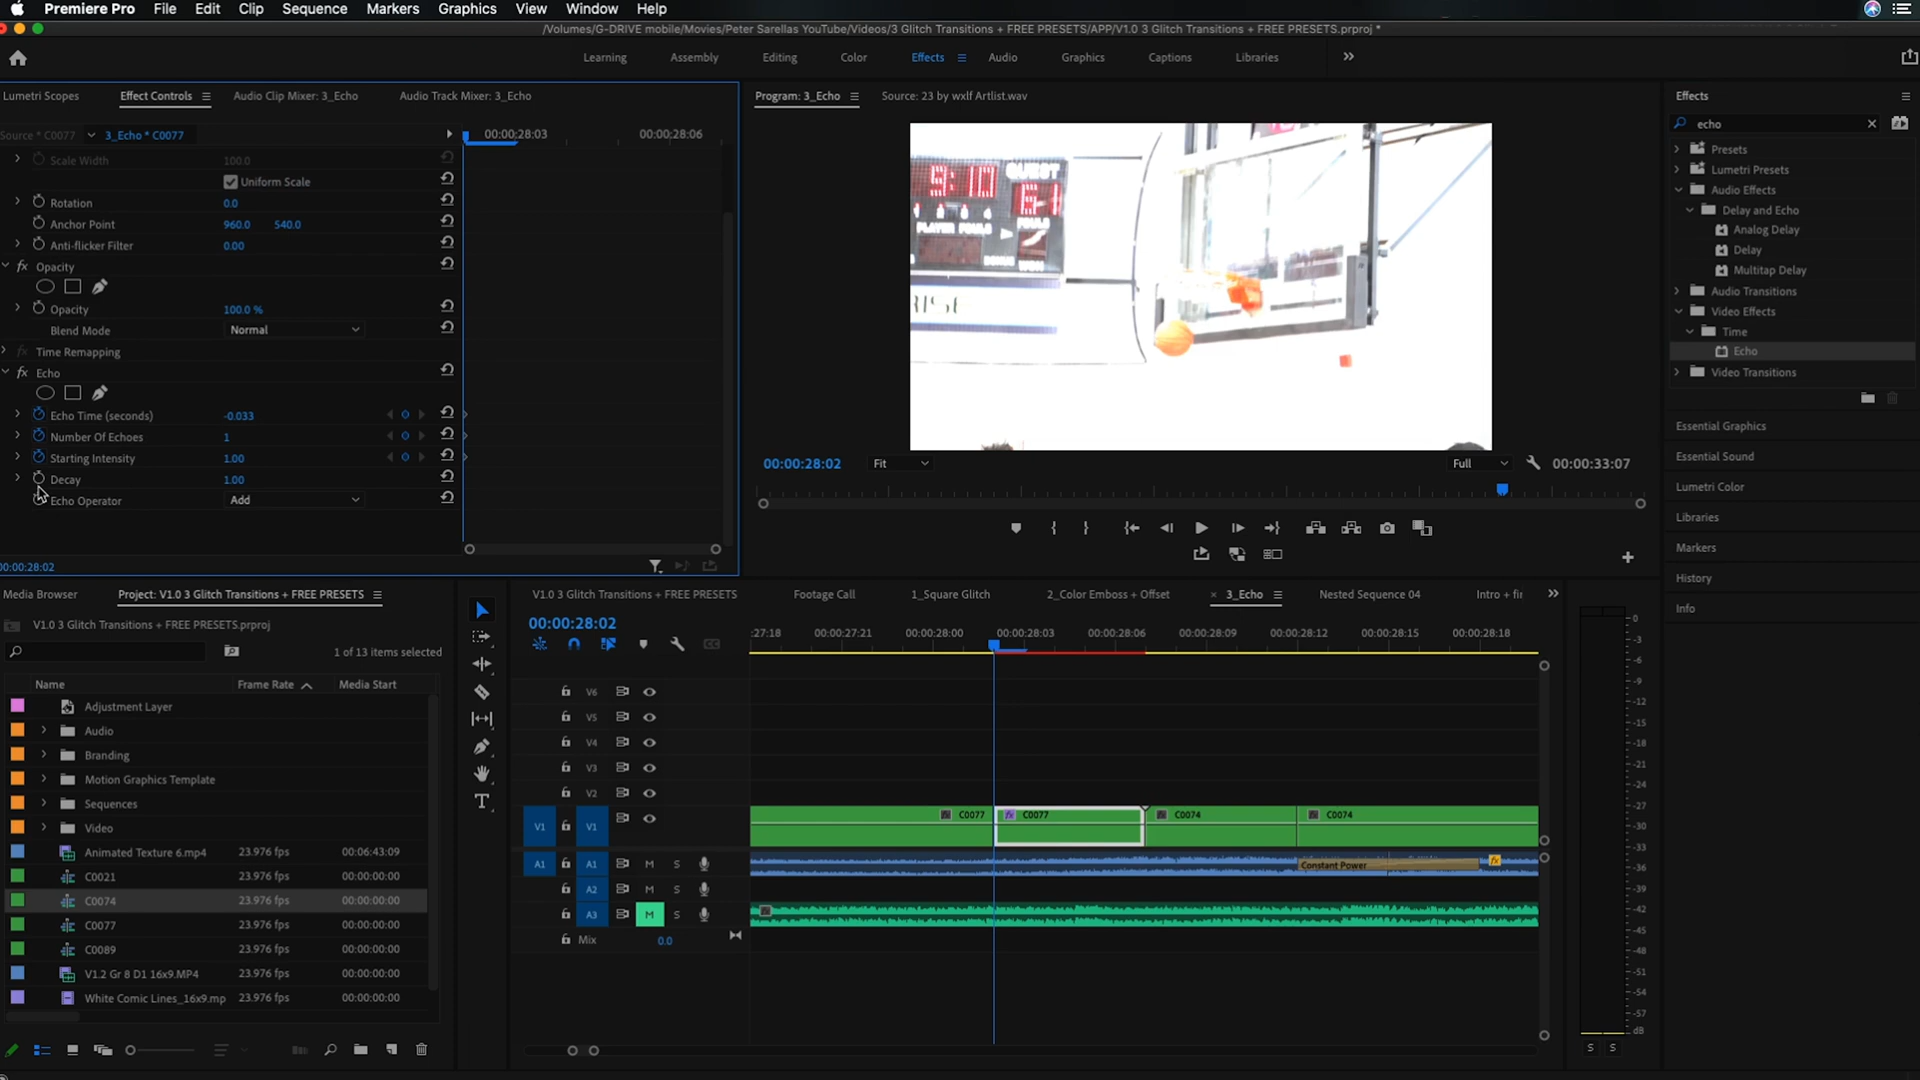 Premiere Pro File Edit Clip Sequence Markers Graphics View Window Help
/Volumes/G-DRIVE mobile/Movies/Peter Sarellas YouTube/Videos/3 Glitch Transitions + FREE PRESETS/APP/V1.0 3 Glitch Transitions + FREE PRESETS.prproj *
Learning Assembly Editing Color Effects Audio Graphics Captions Libraries
Lumetri Scopes Effect Controls Audio Clip Mixer: 3_Echo Audio Track Mixer: 3_Echo
Source * C0077 3_Echo * C0077 00:00:28:03 00:00:28:06
Scale Width 100.0
Uniform Scale
Rotation 0.0
Anchor Point 960.0 540.0
Anti-flicker Filter 0.00
fx Opacity
Opacity 100.0 %
Blend Mode Normal
fx Time Remapping
fx Echo
Echo Time (seconds) -0.033
Number Of Echoes 1
Starting Intensity 1.00
Decay 1.00
Echo Operator Add
00:00:28:02
Program: 3_Echo Source: 23 by wxlf Artlist.wav
9:10 GUEST
61
PLAYER FOULS
FOULS
BONUS
RISE
00:00:28:02 Fit Full 00:00:33:07
Effects
echo
Presets
Lumetri Presets
Audio Effects
Delay and Echo
Analog Delay
Delay
Multitap Delay
Audio Transitions
Video Effects
Time
Echo
Video Transitions
Essential Graphics
Essential Sound
Lumetri Color
Libraries
Markers
History
Info
Media Browser Project: V1.0 3 Glitch Transitions + FREE PRESETS
V1.0 3 Glitch Transitions + FREE PRESETS.prproj
1 of 13 items selected
Name Frame Rate Media Start
Adjustment Layer
Audio
Branding
Motion Graphics Template
Sequences
Video
Animated Texture 6.mp4 23.976 fps 00:06:43:09
C0021 23.976 fps 00:00:00:00
C0074 23.976 fps 00:00:00:00
C0077 23.976 fps 00:00:00:00
C0089 23.976 fps 00:00:00:00
V1.2 Gr 8 D1 16x9.MP4 23.976 fps 00:00:00:00
White Comic Lines_16x9.mp 23.976 fps 00:00:00:00
V1.0 3 Glitch Transitions + FREE PRESETS Footage Call 1_Square Glitch 2_Color Emboss + Offset × 3_Echo Nested Sequence 04 Intro + fi
00:00:28:02
:27:18 00:00:27:21 00:00:28:00 00:00:28:03 00:00:28:06 00:00:28:09 00:00:28:12 00:00:28:15 00:00:28:18
V6
V5
V4
V3
V2
V1 V1 C0077 fx C0077 C0074 C0074
A1 A1 M S Constant Power fx
A2 M S
A3 M S
Mix 0.0
0
-3
-6
-9
-12
-15
-18
-21
-24
-27
-30
-33
-36
-39
-42
-45
-48
-51
-54
-57
dB
S S